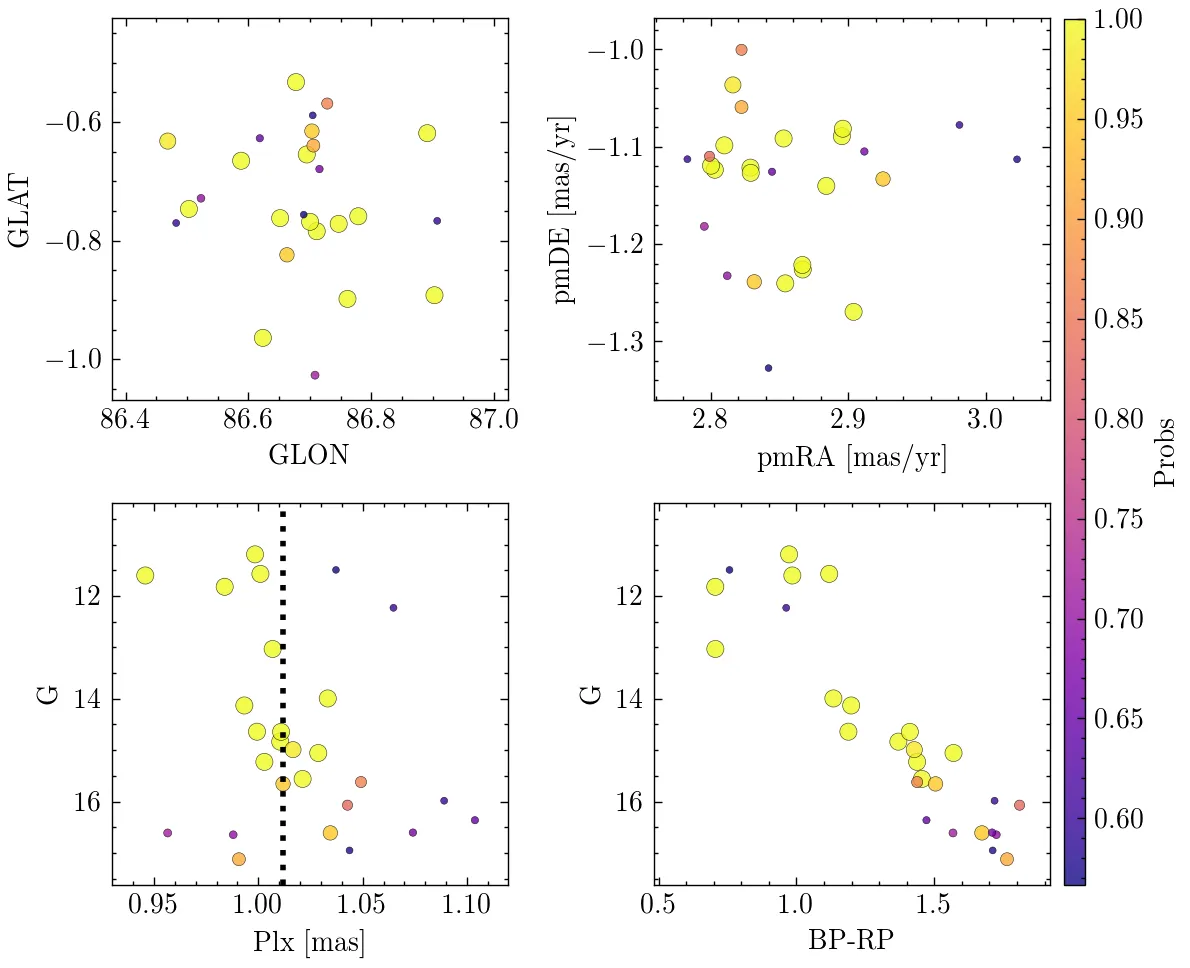 GLAT
−0.6
−0.8
−1.0
86.4 86.6 86.8 87.0
GLON
pmDE [mas/yr]
−1.0
−1.1
−1.2
−1.3
2.8 2.9 3.0
pmRA [mas/yr]
G
12
14
16
0.95 1.00 1.05 1.10
Plx [mas]
G
12
14
16
0.5 1.0 1.5
BP-RP
1.00
0.95
0.90
0.85
0.80
0.75
0.70
0.65
0.60
Probs